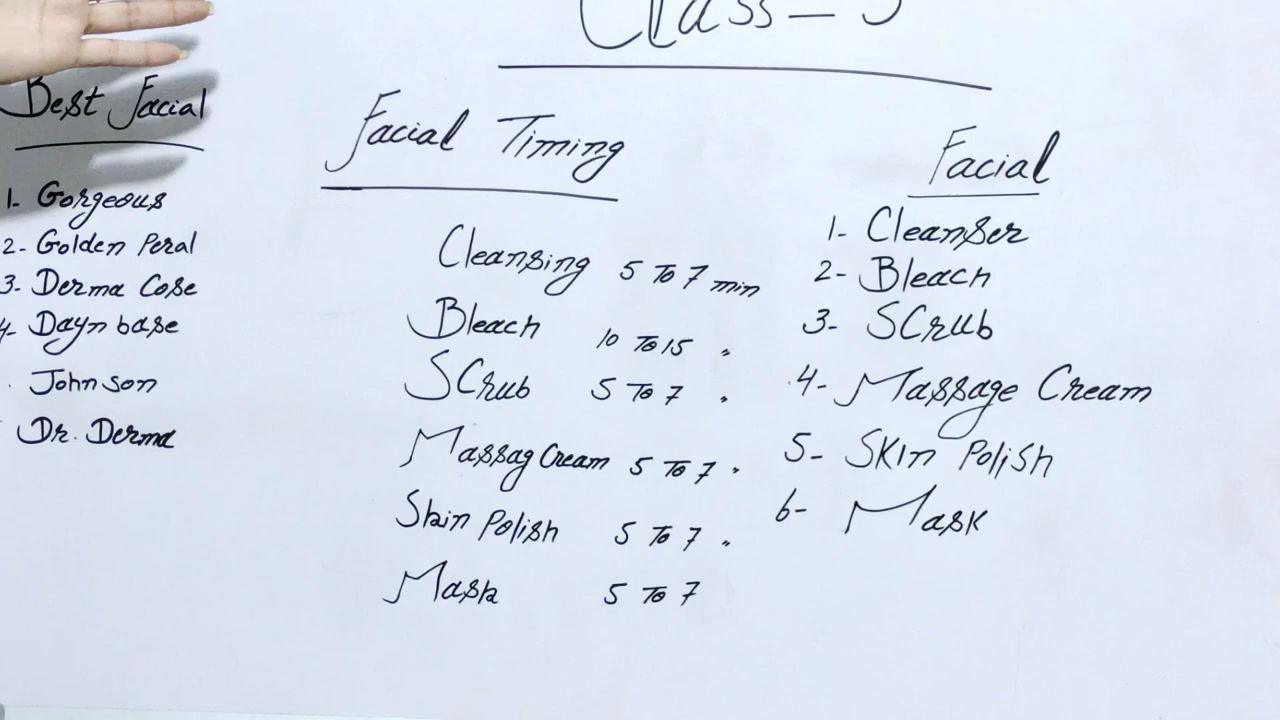 Class - 3
Best Facial
1- Gorgeous
2- Golden Peral
3- Derma Cose
4- Daynbase
Johnson
Dr. Derma
Facial Timing
Cleansing 5 To 7 min
Bleach 10 To 15 "
SCrub 5 To 7 "
Massag Cream 5 To 7 "
Skin Polish 5 To 7 "
Mask 5 To 7
Facial
1- Cleanser
2- Bleach
3- SCrub
4- Massage Cream
5- Skin Polish
6- Mask